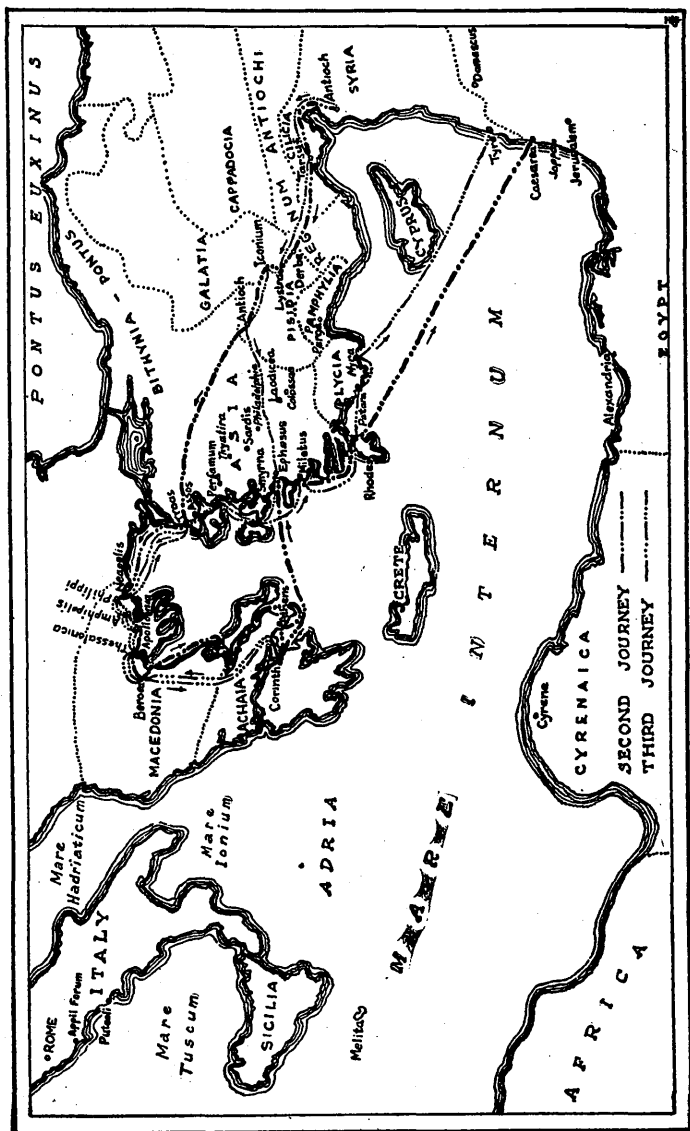 PONTUS EUXINUS
BITHYNIA - PONTUS
GALATIA
CAPPADOCIA
REGNUM ANTIOCHI
CILICIA
Antioch
SYRIA
Damascus
Tyre
Caesarea
Joppa
Jerusalem
EGYPT
Alexandria
CYPRUS
Iconium
Antioch
Lystra
Derbe
PISIDIA
PAMPHYLIA
Perga
LYCIA
Myra
Patara
Rhodes
ASIA
Troas
Assos
Pergamum
Thyatira
Sardis
Philadelphia
Smyrna
Laodicea
Colossae
Ephesus
Miletus
Neapolis
Philippi
Amphipolis
Thessalonica
Apollonia
Beroea
MACEDONIA
ACHAIA
Athens
Corinth
CRETE
Mare
Hadriaticum
Mare
Ionium
ADRIA
ITALY
ROME
Appii Forum
Puteoli
Mare
Tuscum
SICILIA
Melita
MARE
INTERNUM
Cyrene
CYRENAICA
AFRICA
SECOND JOURNEY
THIRD JOURNEY